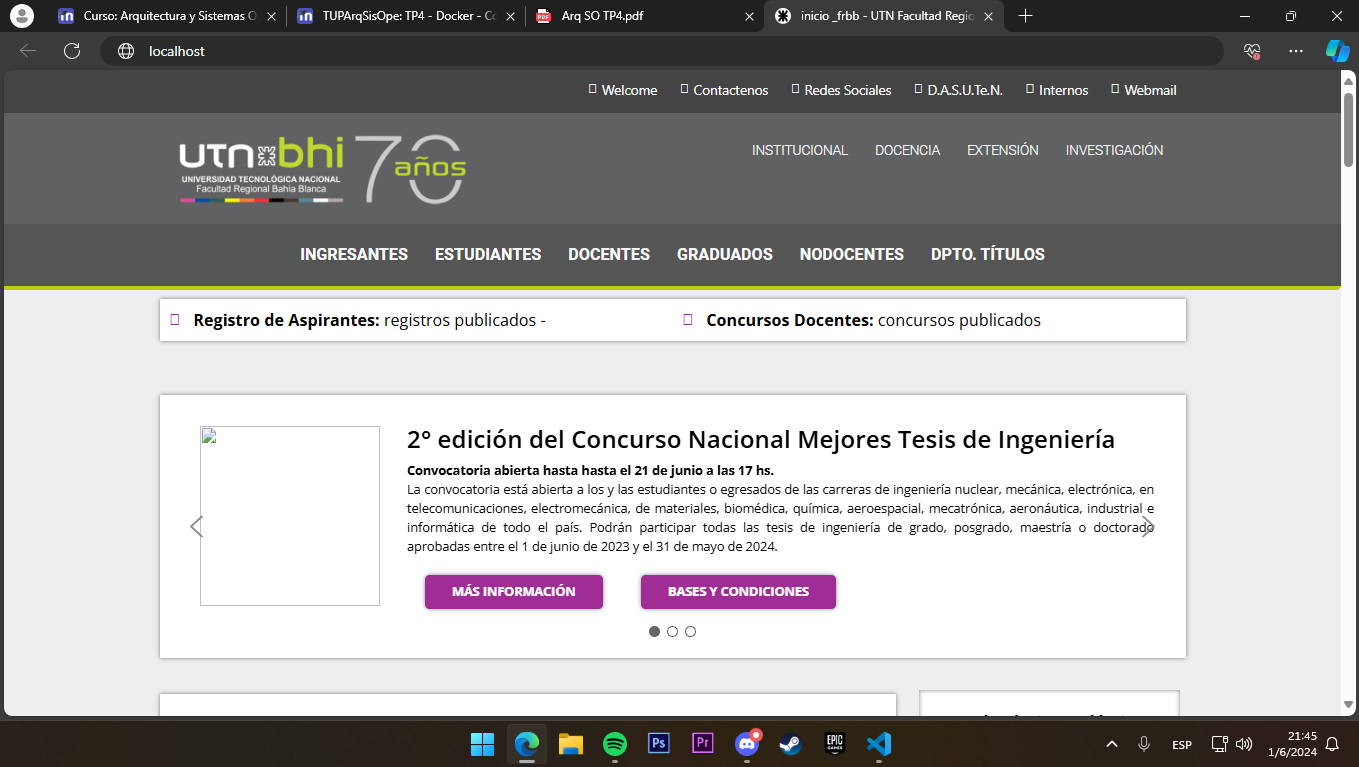 Curso: Arquitectura y Sistemas O
TUPArqSisOpe: TP4 - Docker - Co
Arq SO TP4.pdf
inicio _frbb - UTN Facultad Regio
localhost
Welcome Contactenos Redes Sociales D.A.S.U.Te.N. Internos Webmail
utn bhi 70 años
UNIVERSIDAD TECNOLÓGICA NACIONAL
Facultad Regional Bahía Blanca
INSTITUCIONAL DOCENCIA EXTENSIÓN INVESTIGACIÓN
INGRESANTES ESTUDIANTES DOCENTES GRADUADOS NODOCENTES DPTO. TÍTULOS
Registro de Aspirantes: registros publicados -
Concursos Docentes: concursos publicados
2° edición del Concurso Nacional Mejores Tesis de Ingeniería
Convocatoria abierta hasta hasta el 21 de junio a las 17 hs.
La convocatoria está abierta a los y las estudiantes o egresados de las carreras de ingeniería nuclear, mecánica, electrónica, en
telecomunicaciones, electromecánica, de materiales, biomédica, química, aeroespacial, mecatrónica, aeronáutica, industrial e
informática de todo el país. Podrán participar todas las tesis de ingeniería de grado, posgrado, maestría o doctorado
aprobadas entre el 1 de junio de 2023 y el 31 de mayo de 2024.
MÁS INFORMACIÓN
BASES Y CONDICIONES
Ps
Pr
EPIC
GAMES
ESP
21:45
1/6/2024